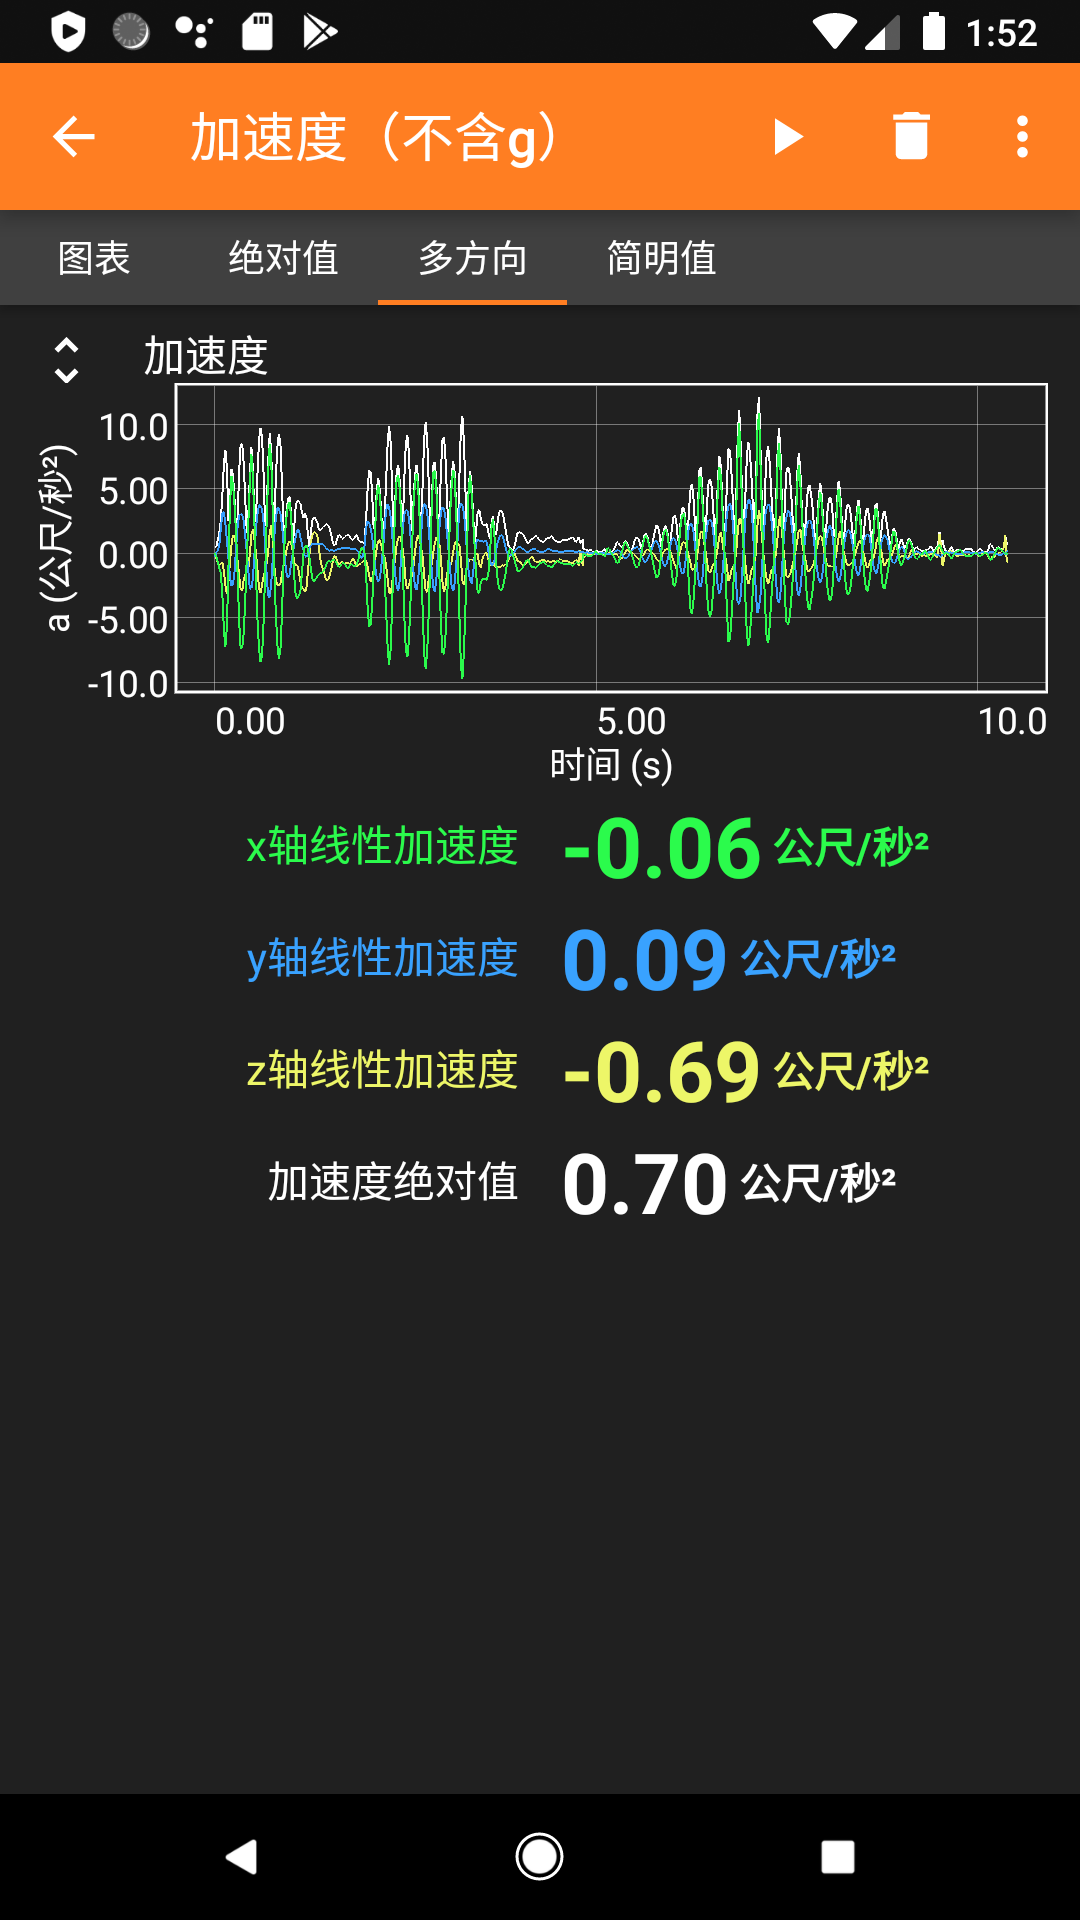 1:52
加速度（不含g）
图表 绝对值 多方向 简明值
加速度
a (公尺/秒²)
10.0
5.00
0.00
-5.00
-10.0
0.00 5.00 10.0
时间 (s)
x轴线性加速度 -0.06 公尺/秒²
y轴线性加速度 0.09 公尺/秒²
z轴线性加速度 -0.69 公尺/秒²
加速度绝对值 0.70 公尺/秒²